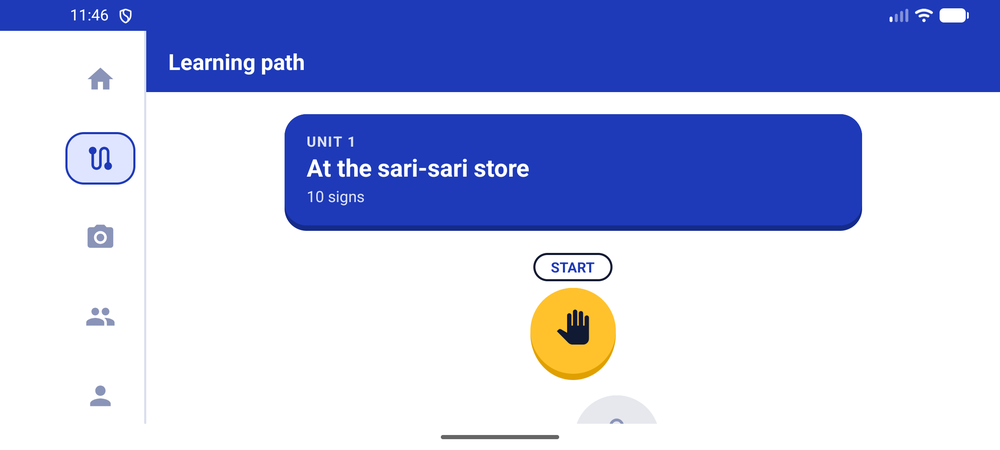 11:46
Learning path
UNIT 1
At the sari-sari store
10 signs
START